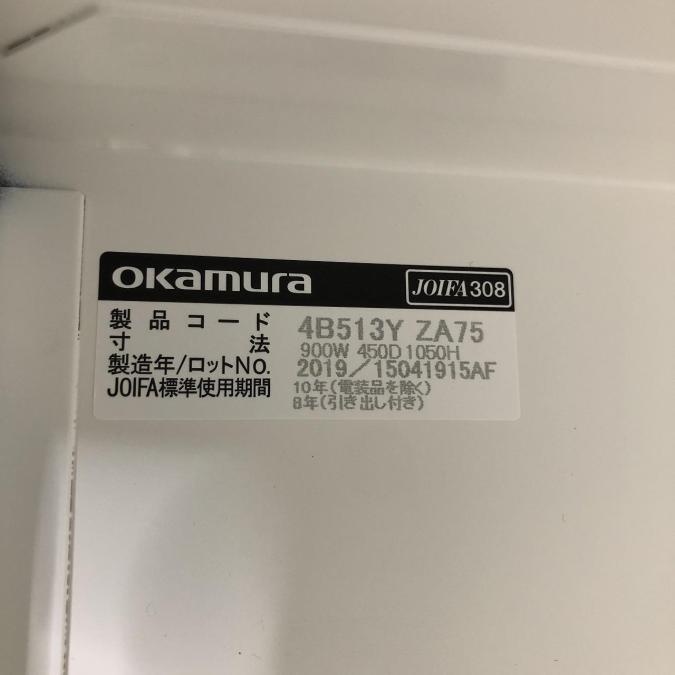 okamura JOIFA308
製品コード 4B513Y ZA75
寸法 900W 450D 1050H
製造年/ロットNo. 2019/15041915AF
JOIFA標準使用期間 10年(電装品を除く)
8年(引き出し付き)